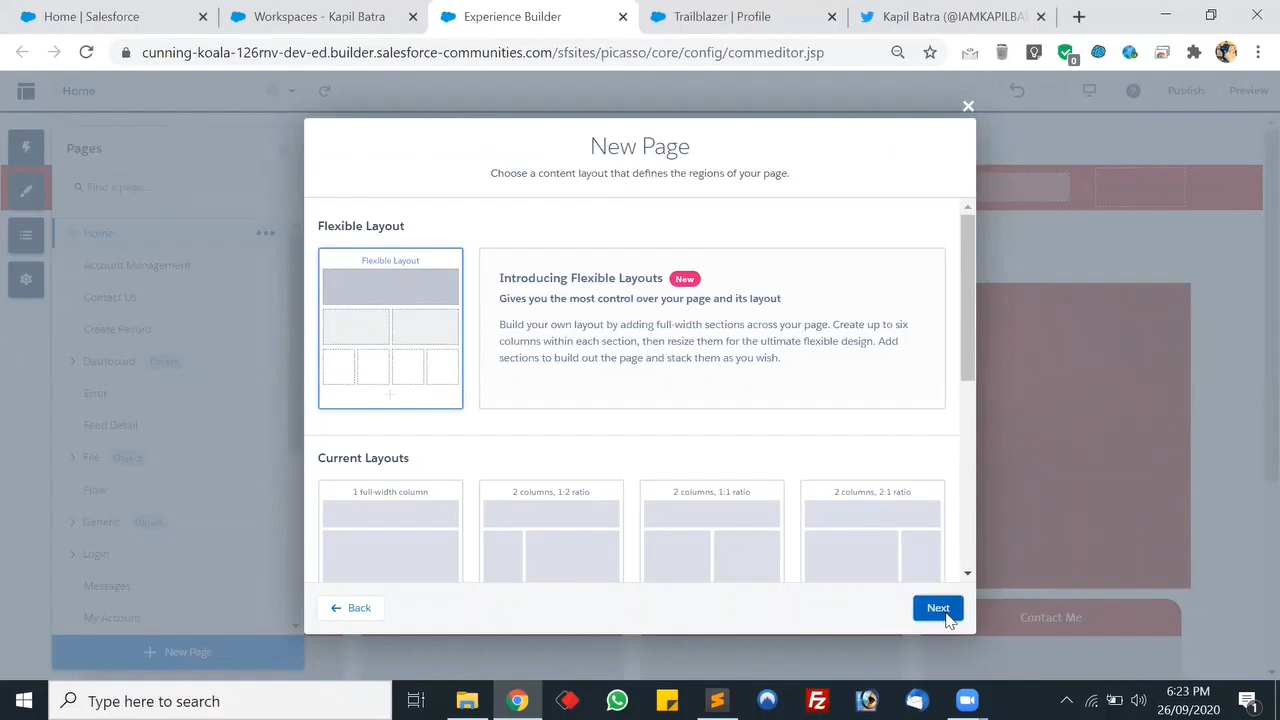 Home | Salesforce
Workspaces - Kapil Batra
Experience Builder
Trailblazer | Profile
Kapil Batra (@IAMKAPILBAT
cunning-koala-126rnv-dev-ed.builder.salesforce-communities.com/sfsites/picasso/core/config/commeditor.jsp
0
Home
Publish
Preview
Pages
Find a page...
Home
Account Management
Contact Us
Create Record
Dashboard Object
Error
Feed Detail
File Object
Flow
Generic Object
Login
Messages
My Account
New Page
New Page
Choose a content layout that defines the regions of your page.
Flexible Layout
Flexible Layout
Introducing Flexible Layouts New
Gives you the most control over your page and its layout
Build your own layout by adding full-width sections across your page. Create up to six
columns within each section, then resize them for the ultimate flexible design. Add
sections to build out the page and stack them as you wish.
Current Layouts
1 full-width column
2 columns, 1:2 ratio
2 columns, 1:1 ratio
2 columns, 2:1 ratio
Back
Next
Contact Me
Type here to search
6:23 PM
26/09/2020
1